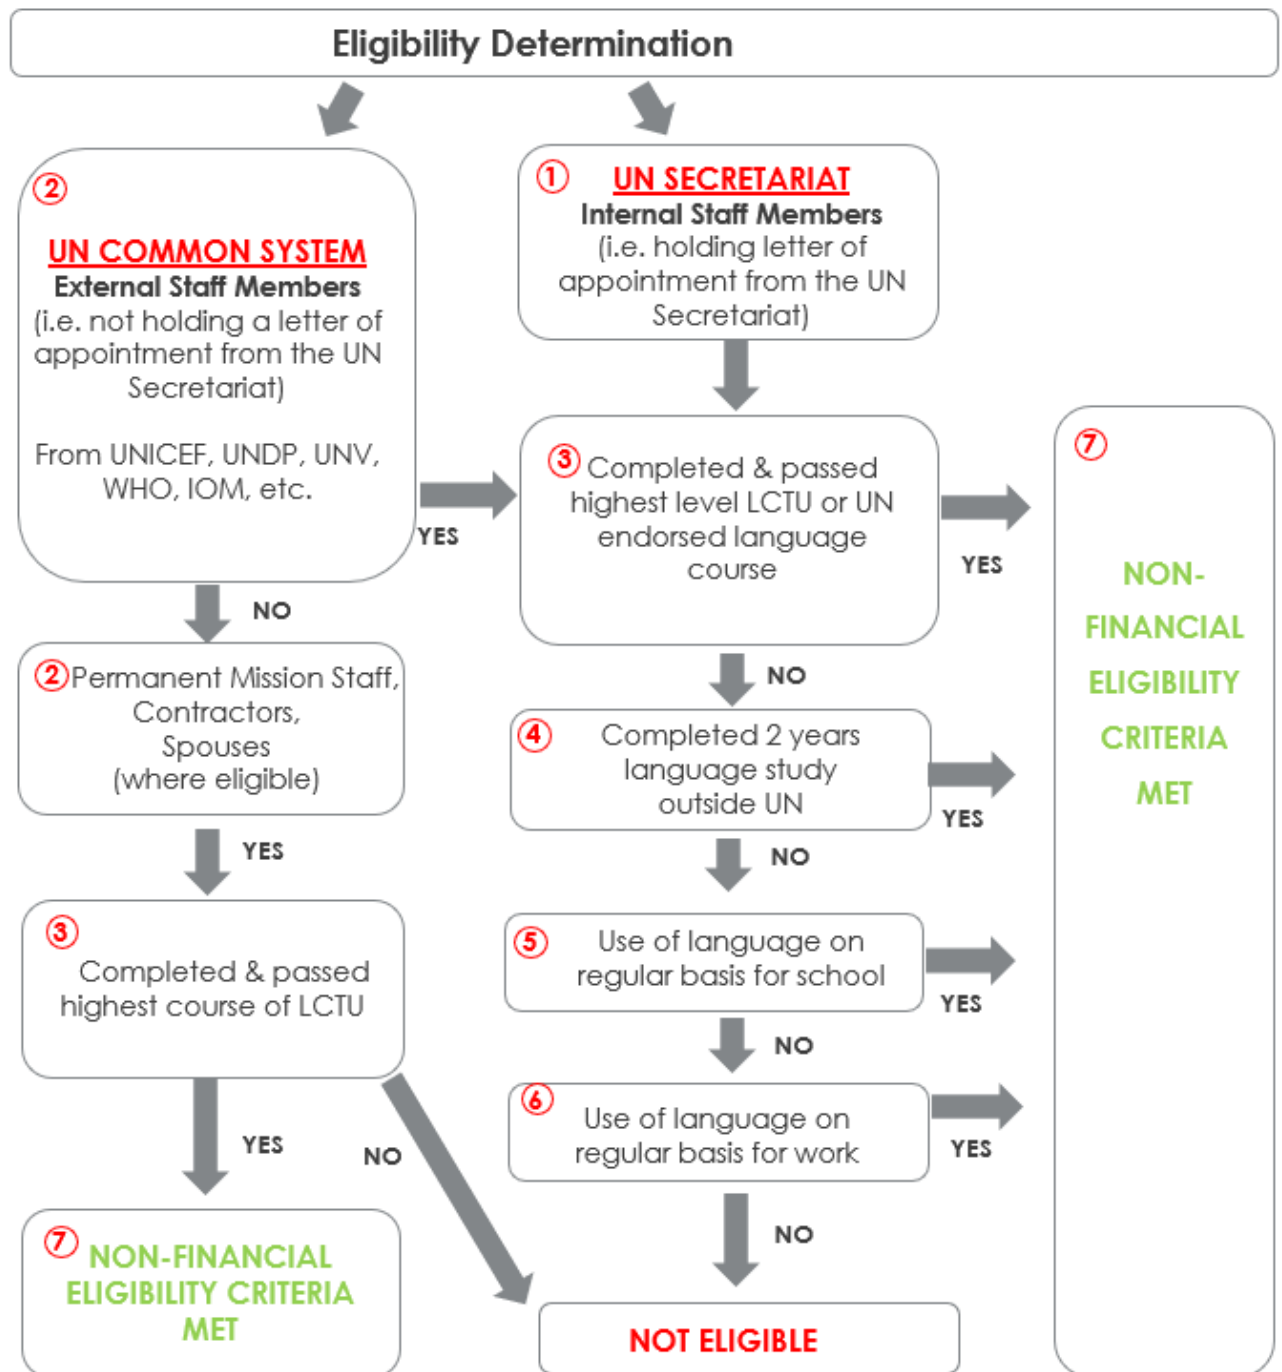 Eligibility Determination
②
UN COMMON SYSTEM
External Staff Members
(i.e. not holding a letter of
appointment from the UN
Secretariat)
From UNICEF, UNDP, UNV,
WHO, IOM, etc.
YES
NO
① UN SECRETARIAT
Internal Staff Members
(i.e. holding letter of
appointment from the UN
Secretariat)
③ Completed & passed
highest level LCTU or UN
endorsed language
course
YES
NO
② Permanent Mission Staff,
Contractors,
Spouses
(where eligible)
YES
④ Completed 2 years
language study
outside UN
YES
NO
③
Completed & passed
highest course of LCTU
YES
NO
⑤ Use of language on
regular basis for school
YES
NO
⑥ Use of language on
regular basis for work
YES
NO
⑦
NON-
FINANCIAL
ELIGIBILITY
CRITERIA
MET
⑦ NON-FINANCIAL
ELIGIBILITY CRITERIA
MET
NOT ELIGIBLE